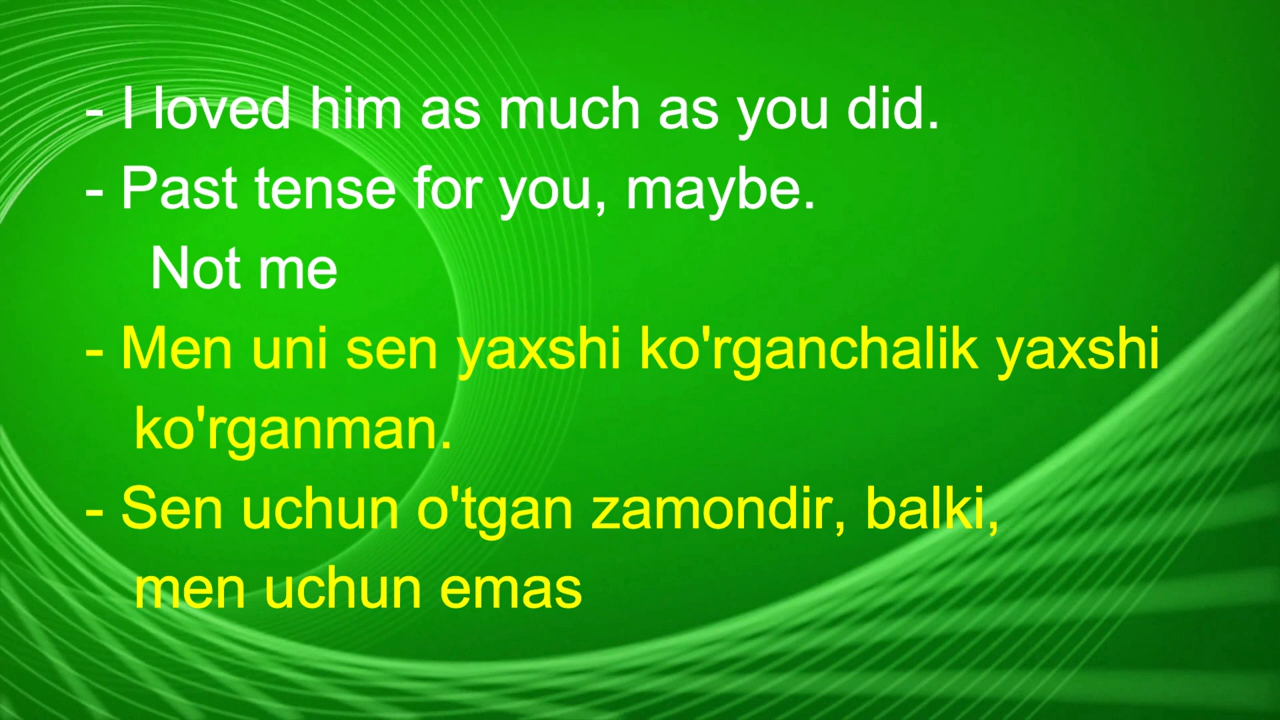 - I loved him as much as you did.
- Past tense for you, maybe.
Not me
- Men uni sen yaxshi ko'rganchalik yaxshi
ko'rganman.
- Sen uchun o'tgan zamondir, balki,
men uchun emas